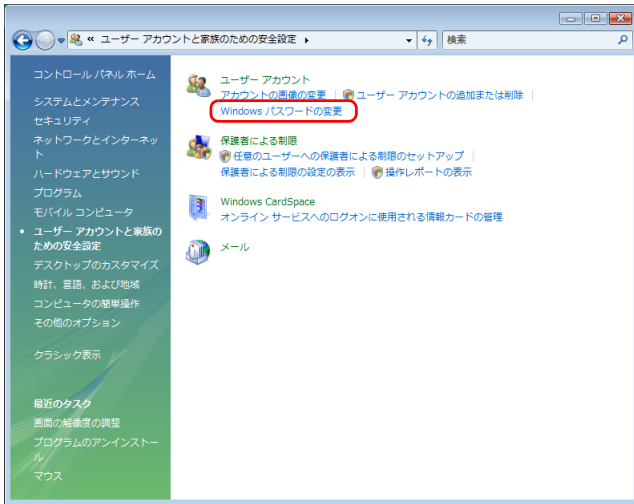 « ユーザー アカウントと家族のための安全設定
検索
コントロール パネル ホーム
システムとメンテナンス
セキュリティ
ネットワークとインターネッ
ト
ハードウェアとサウンド
プログラム
モバイル コンピュータ
• ユーザー アカウントと家族の
ための安全設定
デスクトップのカスタマイズ
時計、言語、および地域
コンピュータの簡単操作
その他のオプション
クラシック表示
最近のタスク
画面の解像度の調整
プログラムのアンインストー
ル
マウス
ユーザー アカウント
アカウントの画像の変更 | ユーザー アカウントの追加または削除 |
Windows パスワードの変更
保護者による制限
任意のユーザーへの保護者による制限のセットアップ |
保護者による制限の設定の表示 | 操作レポートの表示
Windows CardSpace
オンライン サービスへのログオンに使用される情報カードの管理
メール